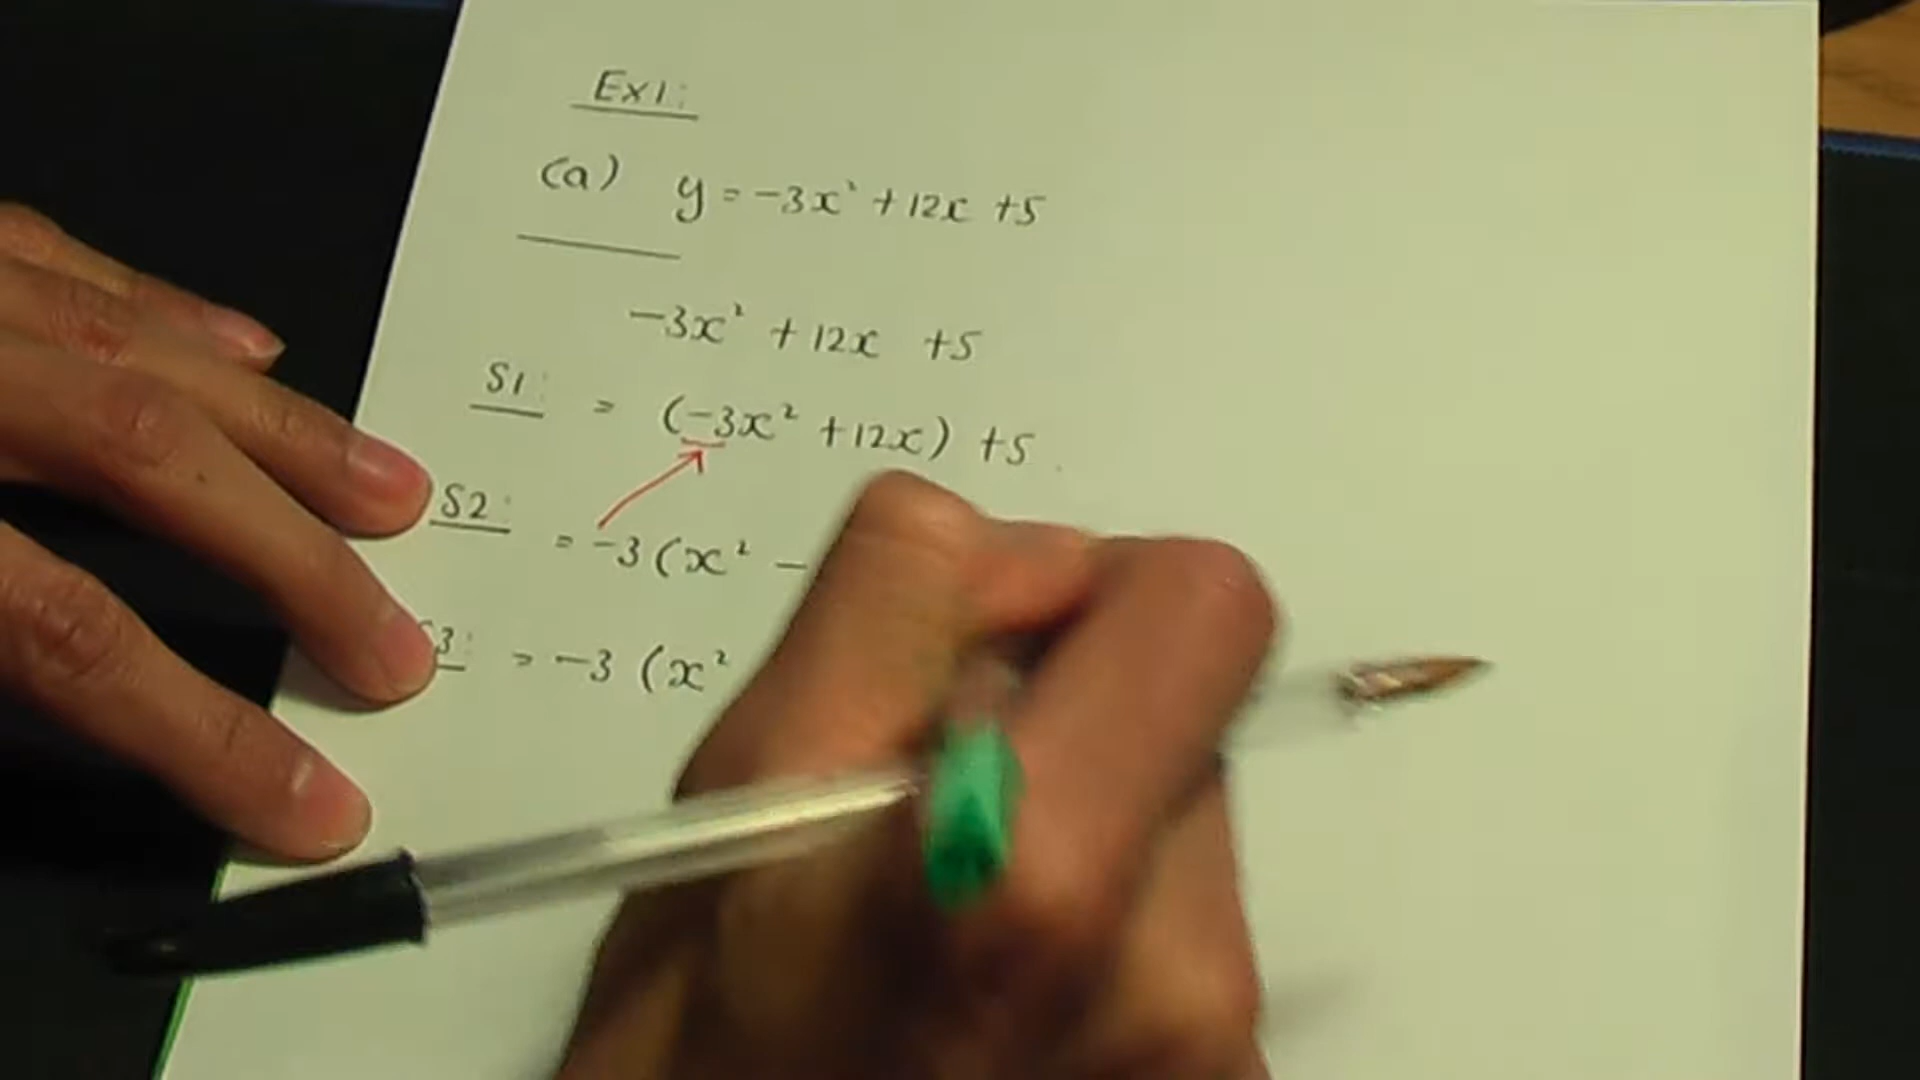 Ex1:
(a) y = -3x² + 12x + 5
-3x² + 12x + 5
S1: = (-3x² + 12x) + 5
S2: = -3(x² -
S3: = -3 (x²